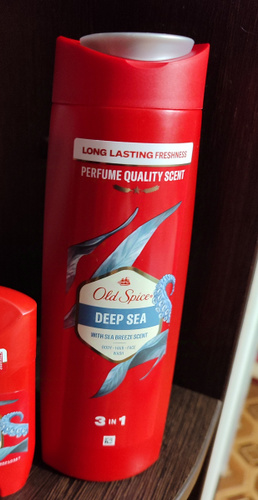 LONG LASTING FRESHNESS
PERFUME QUALITY SCENT
Old Spice
DEEP SEA
WITH SEA BREEZE SCENT
3 IN 1